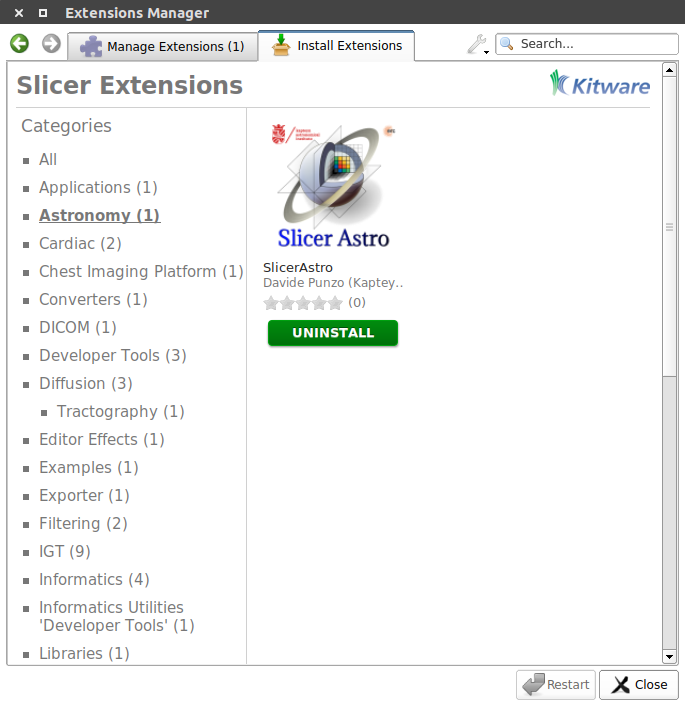 Extensions Manager
Manage Extensions (1)
Install Extensions
Search...
Slicer Extensions
Kitware
Categories
All
Applications (1)
Astronomy (1)
Cardiac (2)
Chest Imaging Platform (1)
Converters (1)
DICOM (1)
Developer Tools (3)
Diffusion (3)
Tractography (1)
Editor Effects (1)
Examples (1)
Exporter (1)
Filtering (2)
IGT (9)
Informatics (4)
Informatics Utilities
'Developer Tools' (1)
Libraries (1)
Slicer Astro
SlicerAstro
Davide Punzo (Kaptey..
(0)
UNINSTALL
Restart
Close